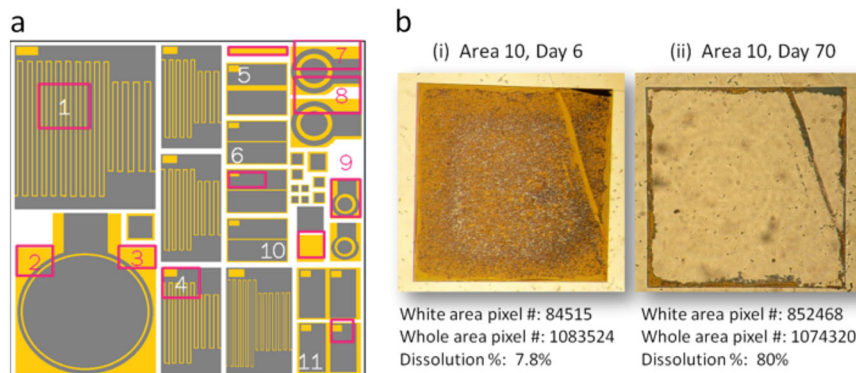 a
1
2
3
4
5
6
7
8
9
10
11
b
(i) Area 10, Day 6
(ii) Area 10, Day 70
White area pixel #: 84515
Whole area pixel #: 1083524
Dissolution %: 7.8%
White area pixel #: 852468
Whole area pixel #: 1074320
Dissolution %: 80%